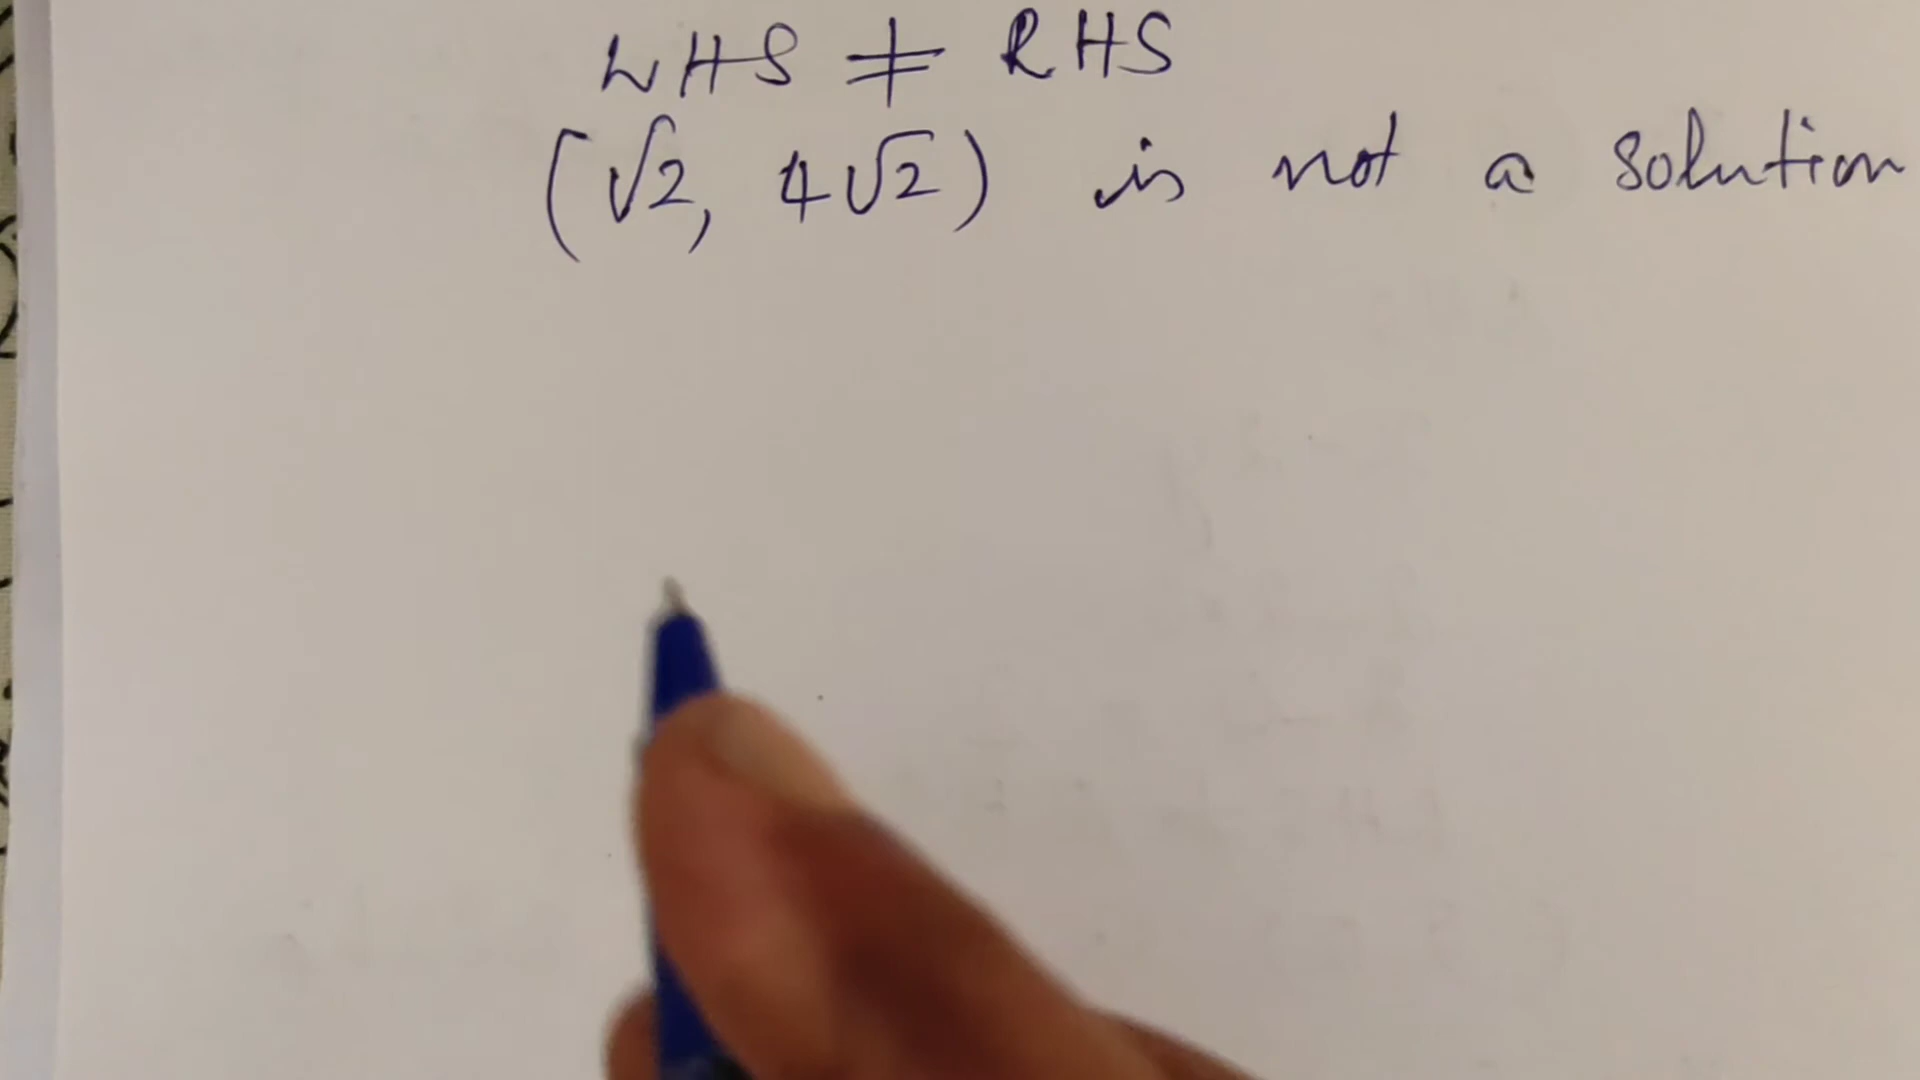 LHS ≠ RHS
(√2, 4√2) is not a solution